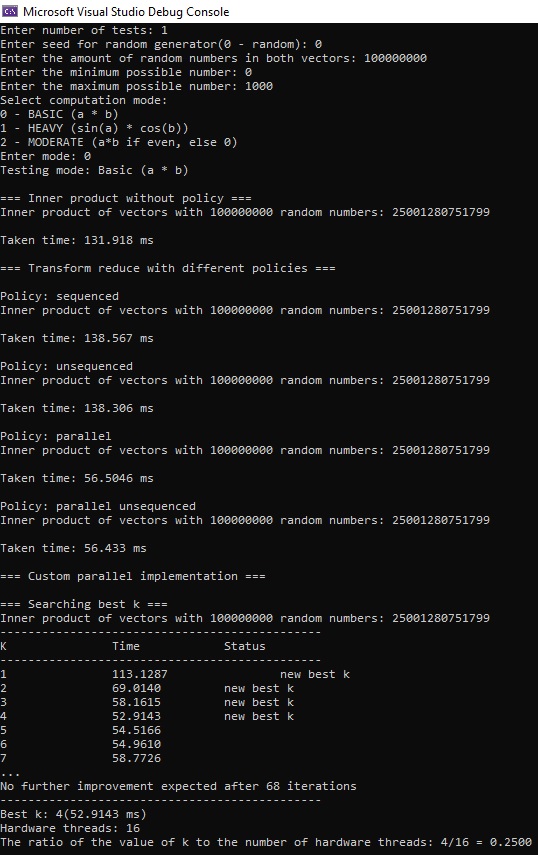 Microsoft Visual Studio Debug Console
Enter number of tests: 1
Enter seed for random generator(0 - random): 0
Enter the amount of random numbers in both vectors: 100000000
Enter the minimum possible number: 0
Enter the maximum possible number: 1000
Select computation mode:
0 - BASIC (a * b)
1 - HEAVY (sin(a) * cos(b))
2 - MODERATE (a*b if even, else 0)
Enter mode: 0
Testing mode: Basic (a * b)
=== Inner product without policy ===
Inner product of vectors with 100000000 random numbers: 25001280751799
Taken time: 131.918 ms
=== Transform reduce with different policies ===
Policy: sequenced
Inner product of vectors with 100000000 random numbers: 25001280751799
Taken time: 138.567 ms
Policy: unsequenced
Inner product of vectors with 100000000 random numbers: 25001280751799
Taken time: 138.306 ms
Policy: parallel
Inner product of vectors with 100000000 random numbers: 25001280751799
Taken time: 56.5046 ms
Policy: parallel unsequenced
Inner product of vectors with 100000000 random numbers: 25001280751799
Taken time: 56.433 ms
=== Custom parallel implementation ===
=== Searching best k ===
Inner product of vectors with 100000000 random numbers: 25001280751799
----------------------------------------------
K Time Status
----------------------------------------------
1 113.1287 new best k
2 69.0140 new best k
3 58.1615 new best k
4 52.9143 new best k
5 54.5166
6 54.9610
7 58.7726
...
No further improvement expected after 68 iterations
----------------------------------------------
Best k: 4(52.9143 ms)
Hardware threads: 16
The ratio of the value of k to the number of hardware threads: 4/16 = 0.2500